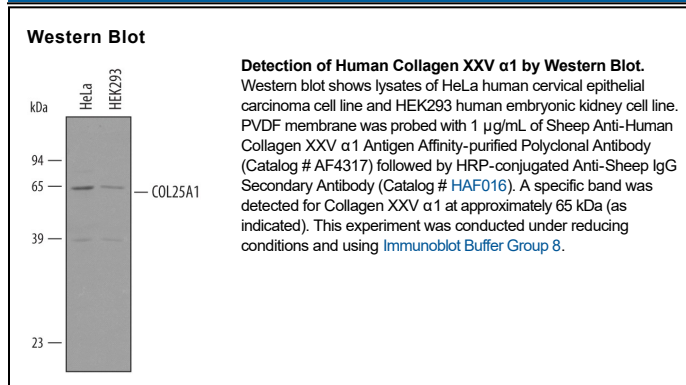 Western Blot
kDa
HeLa
HEK293
94
65
39
23
COL25A1
Detection of Human Collagen XXV α1 by Western Blot.
Western blot shows lysates of HeLa human cervical epithelial
carcinoma cell line and HEK293 human embryonic kidney cell line.
PVDF membrane was probed with 1 µg/mL of Sheep Anti-Human
Collagen XXV α1 Antigen Affinity-purified Polyclonal Antibody
(Catalog # AF4317) followed by HRP-conjugated Anti-Sheep IgG
Secondary Antibody (Catalog # HAF016). A specific band was
detected for Collagen XXV α1 at approximately 65 kDa (as
indicated). This experiment was conducted under reducing
conditions and using Immunoblot Buffer Group 8.